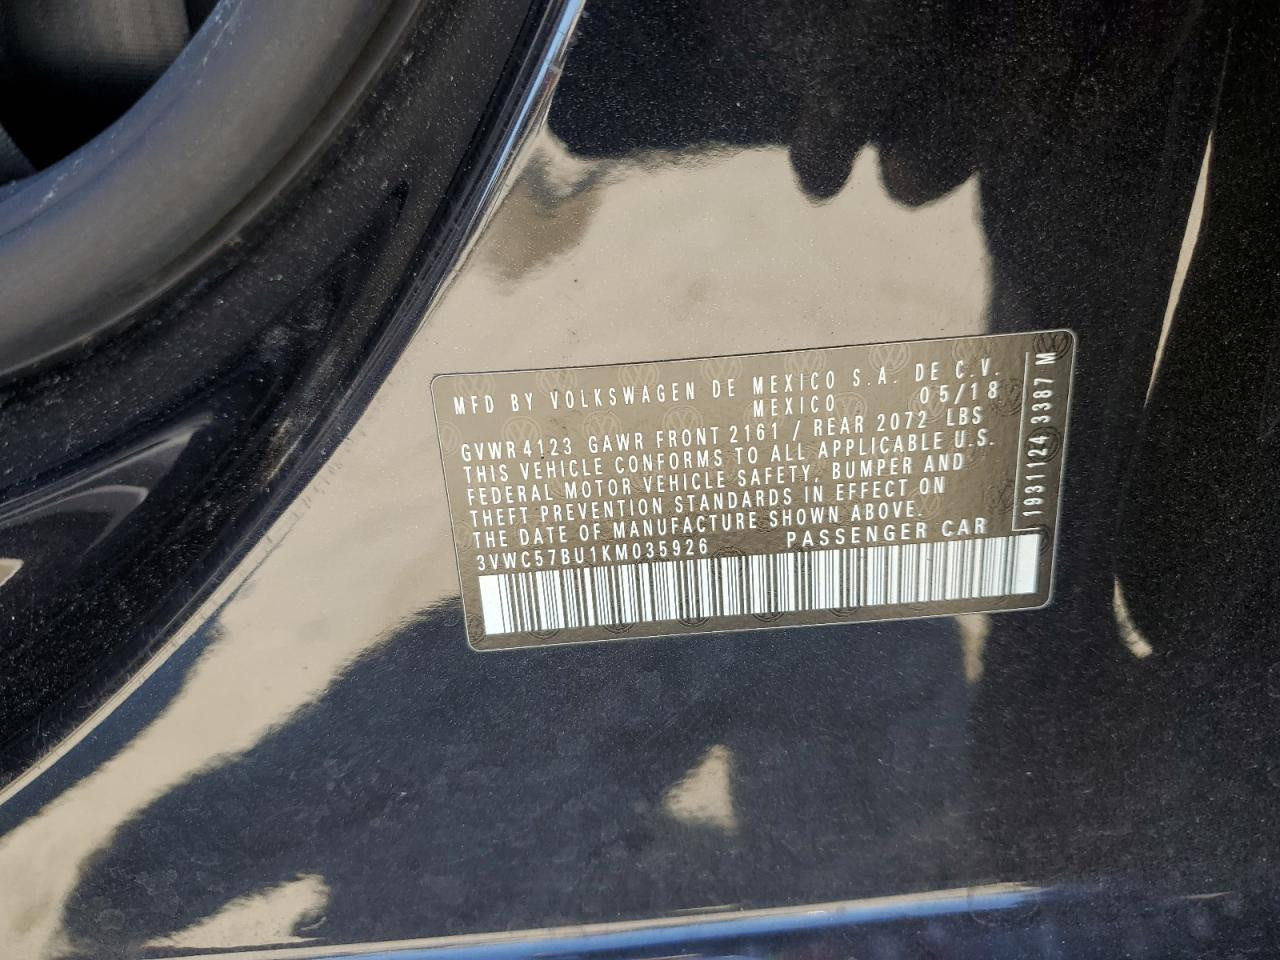 MFD BY VOLKSWAGEN DE MEXICO S.A. DE C.V.
MEXICO 05/18
GVWR 4123 GAWR FRONT 2161 / REAR 2072 LBS
THIS VEHICLE CONFORMS TO ALL APPLICABLE U.S.
FEDERAL MOTOR VEHICLE SAFETY, BUMPER AND
THEFT PREVENTION STANDARDS IN EFFECT ON
THE DATE OF MANUFACTURE SHOWN ABOVE.
3VWC57BU1KM035926 PASSENGER CAR
1931124 3387 M